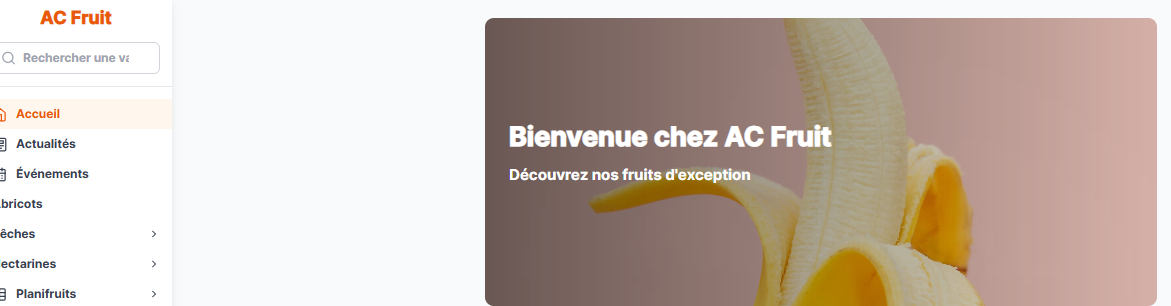 AC Fruit
Rechercher une va
Accueil
Actualités
Événements
bricots
êches
ectarines
Planifruits
Bienvenue chez AC Fruit
Découvrez nos fruits d'exception